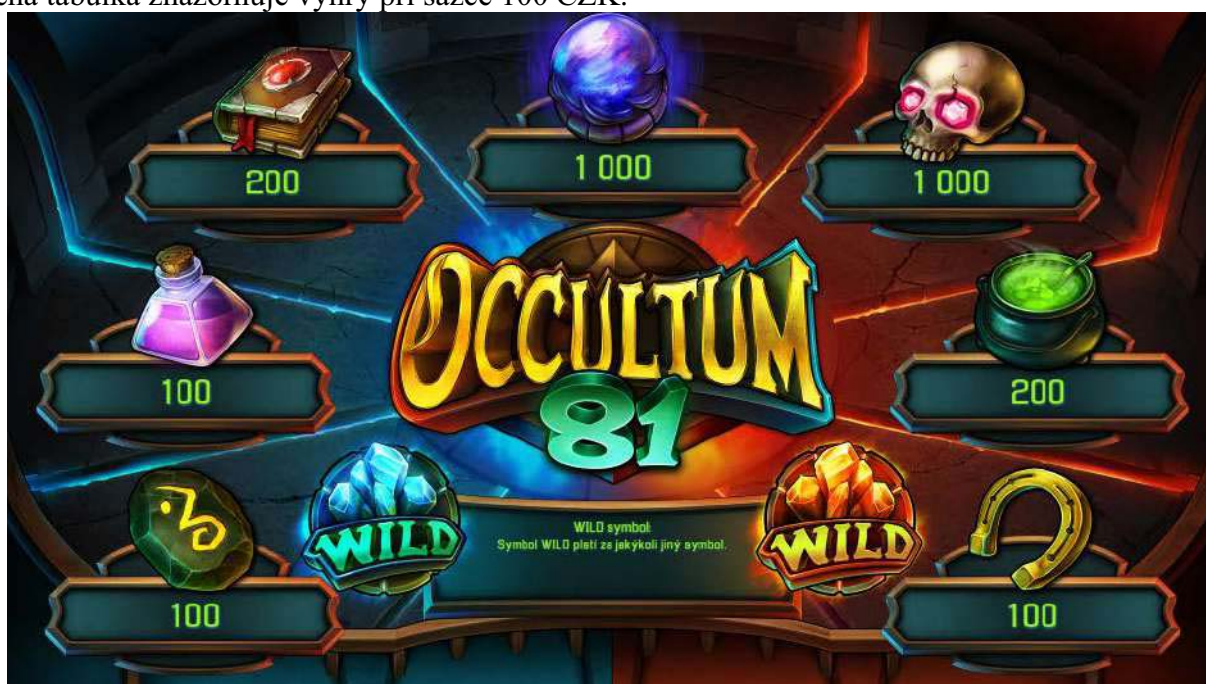 ená tabulka znázorňuje výhry při sázce 100 CZK.
200
1 000
1 000
OCCULTUM
81
100
200
WILD
WILD symbol:
Symbol WILD platí za jakýkoli jiný symbol.
WILD
100
100